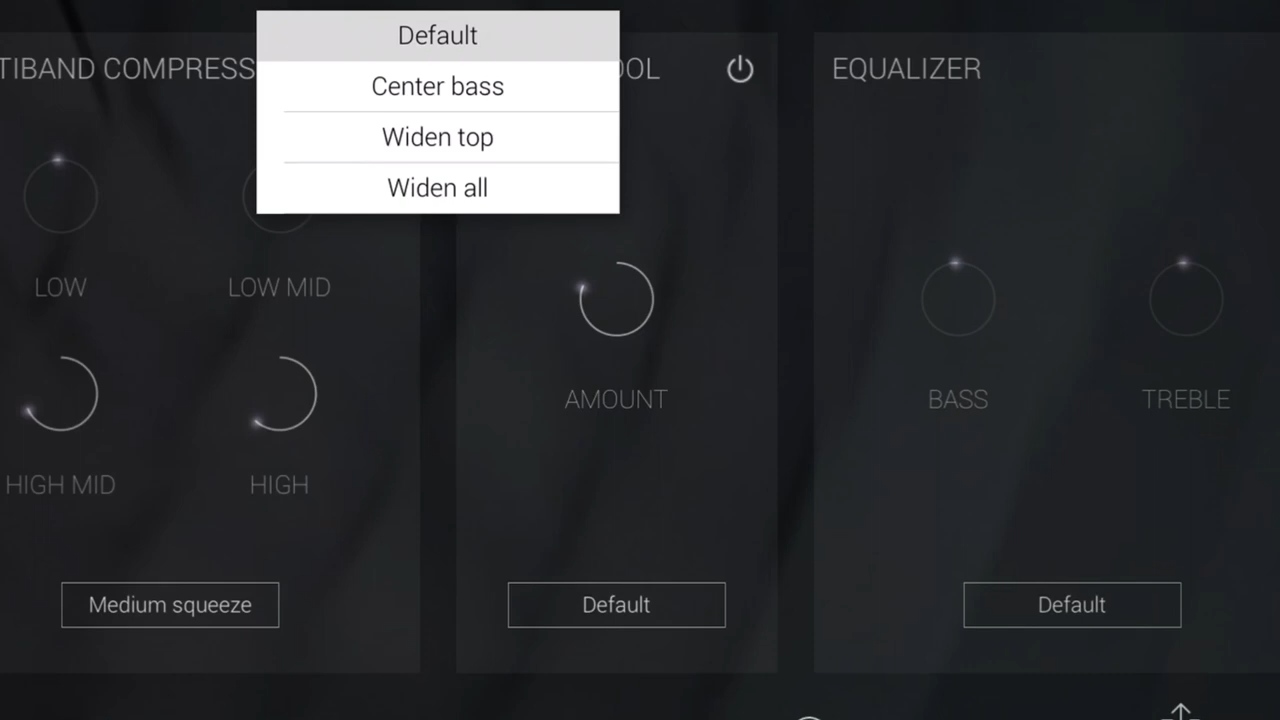 Default
Center bass
Widen top
Widen all
TIBAND COMPRESS
OOL
EQUALIZER
LOW
LOW MID
HIGH MID
HIGH
AMOUNT
BASS
TREBLE
Medium squeeze
Default
Default